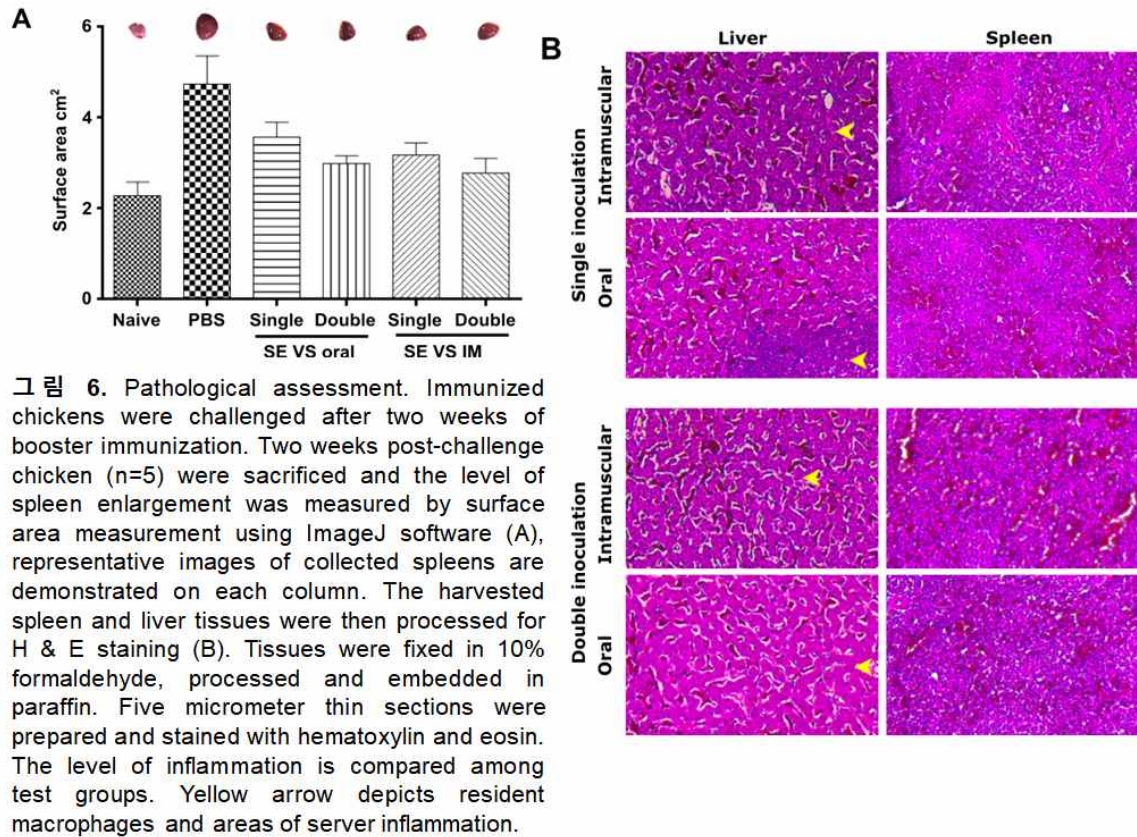 A
6
4
2
0
Surface area cm²
Naive PBS Single Double Single Double
SE VS oral SE VS IM
그림 6. Pathological assessment. Immunized
chickens were challenged after two weeks of
booster immunization. Two weeks post-challenge
chicken (n=5) were sacrificed and the level of
spleen enlargement was measured by surface
area measurement using ImageJ software (A),
representative images of collected spleens are
demonstrated on each column. The harvested
spleen and liver tissues were then processed for
H & E staining (B). Tissues were fixed in 10%
formaldehyde, processed and embedded in
paraffin. Five micrometer thin sections were
prepared and stained with hematoxylin and eosin.
The level of inflammation is compared among
test groups. Yellow arrow depicts resident
macrophages and areas of server inflammation.
B
Liver Spleen
Single inoculation
Intramuscular
Oral
Double inoculation
Intramuscular
Oral